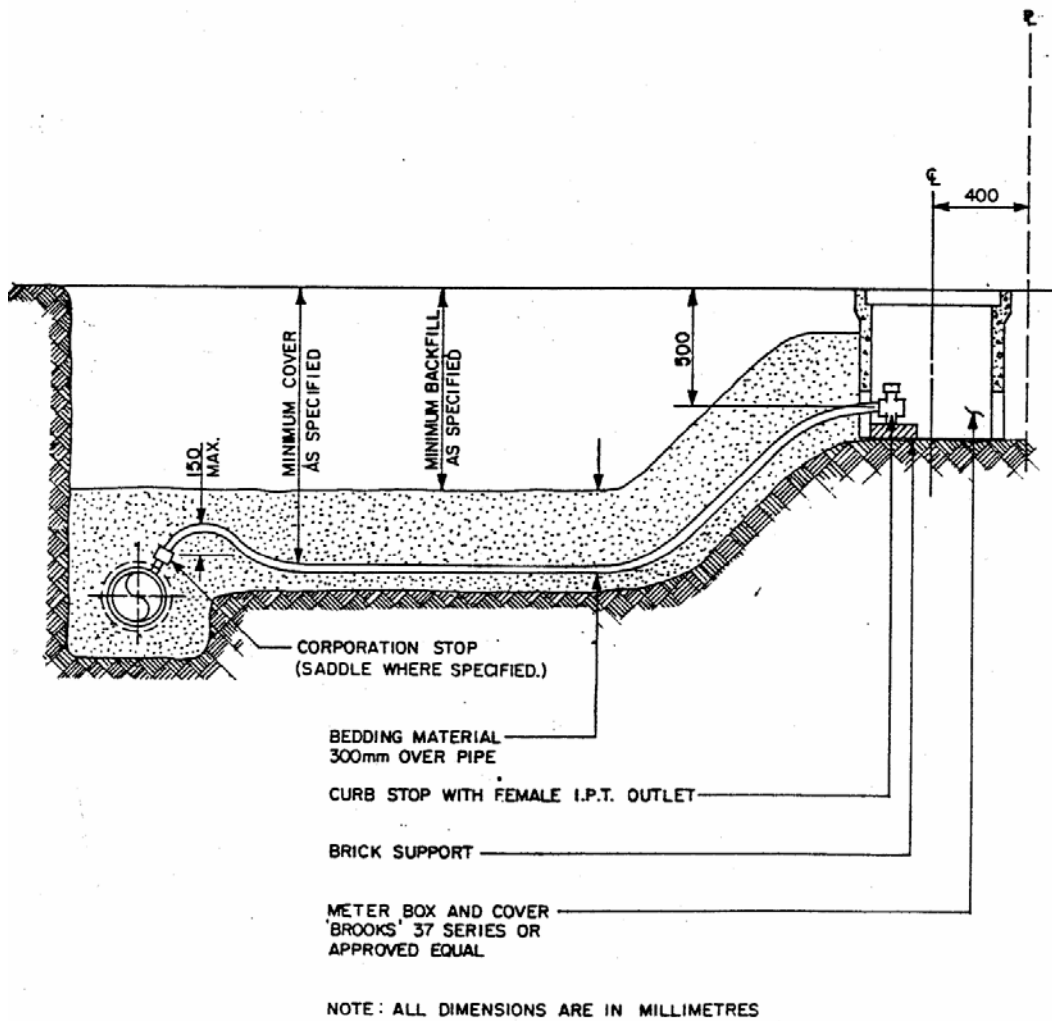 ℄
℄
400
500
MINIMUM COVER
AS SPECIFIED
MINIMUM BACKFILL
AS SPECIFIED
150
MAX.
CORPORATION STOP
(SADDLE WHERE SPECIFIED.)
BEDDING MATERIAL
300mm OVER PIPE
CURB STOP WITH FEMALE I.P.T. OUTLET
BRICK SUPPORT
METER BOX AND COVER
'BROOKS' 37 SERIES OR
APPROVED EQUAL
NOTE: ALL DIMENSIONS ARE IN MILLIMETRES